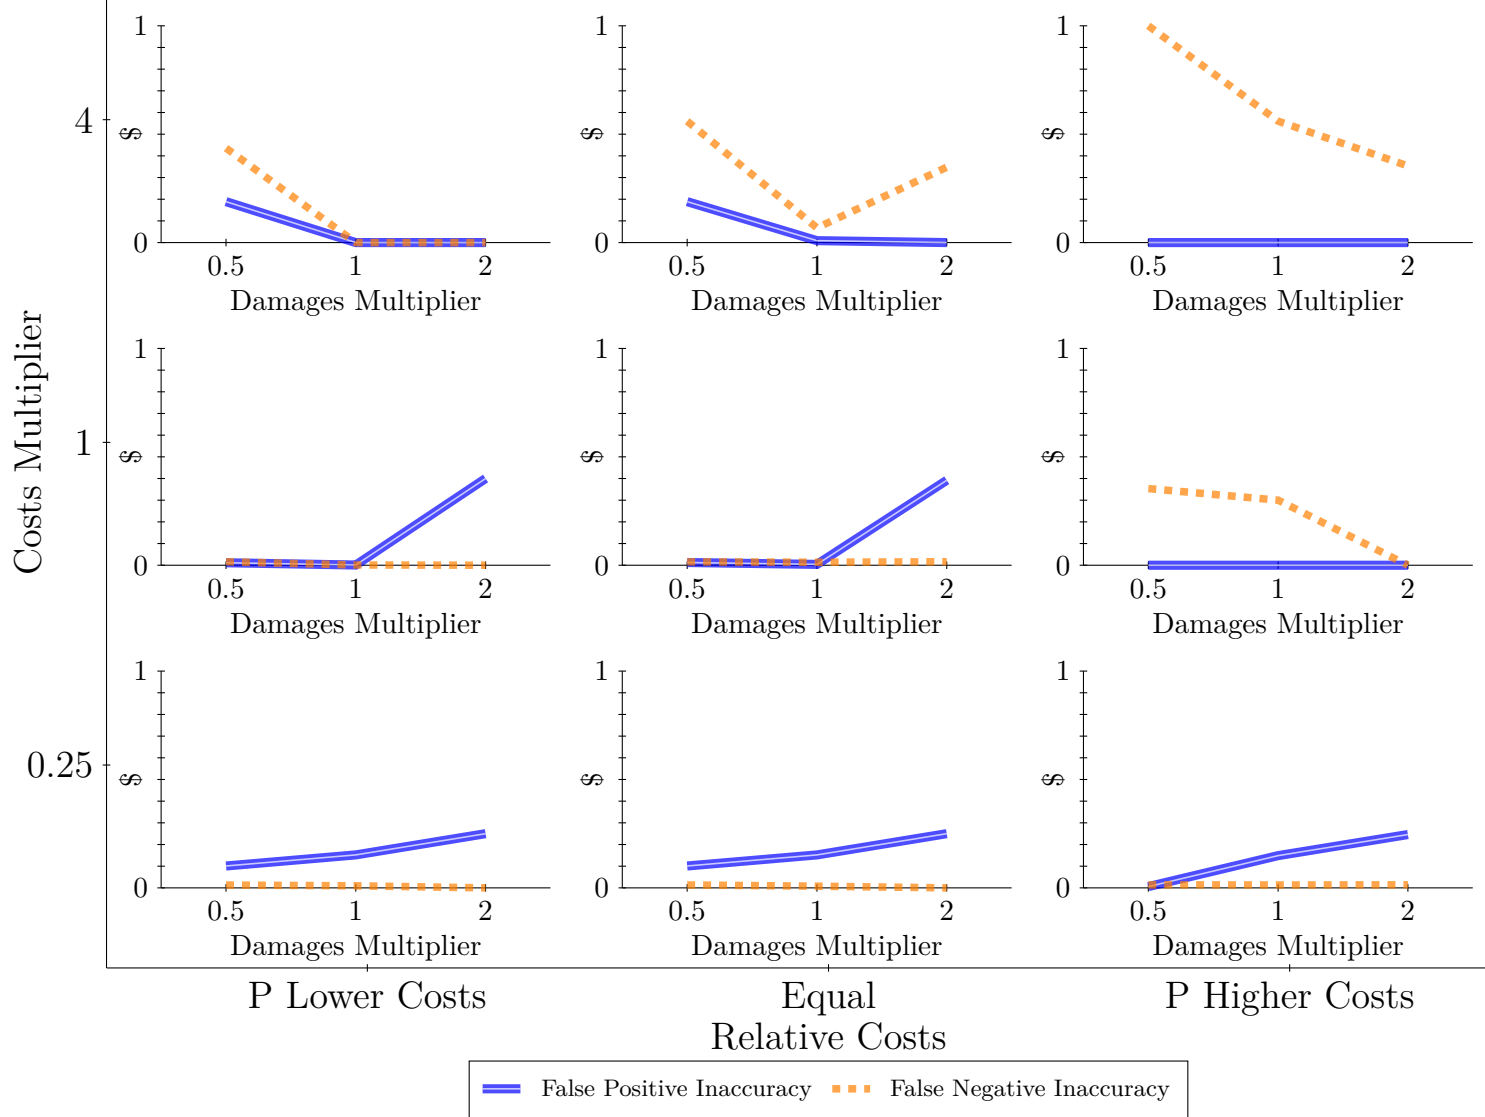 Costs Multiplier
4
1
$
0
0.5 1 2
Damages Multiplier
1
$
0
0.5 1 2
Damages Multiplier
1
$
0
0.5 1 2
Damages Multiplier
1
1
$
0
0.5 1 2
Damages Multiplier
1
$
0
0.5 1 2
Damages Multiplier
1
$
0
0.5 1 2
Damages Multiplier
0.25
1
$
0
0.5 1 2
Damages Multiplier
1
$
0
0.5 1 2
Damages Multiplier
1
$
0
0.5 1 2
Damages Multiplier
P Lower Costs Equal P Higher Costs
Relative Costs
False Positive Inaccuracy False Negative Inaccuracy